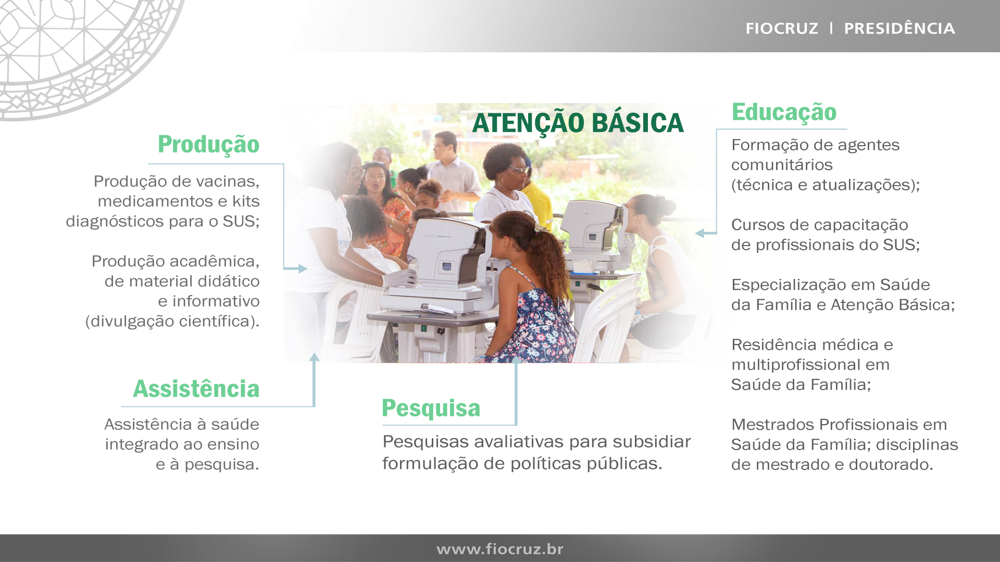 FIOCRUZ | PRESIDÊNCIA
ATENÇÃO BÁSICA
Produção
Produção de vacinas,
medicamentos e kits
diagnósticos para o SUS;
Produção acadêmica,
de material didático
e informativo
(divulgação científica).
Assistência
Assistência à saúde
integrado ao ensino
e à pesquisa.
Pesquisa
Pesquisas avaliativas para subsidiar
formulação de políticas públicas.
Educação
Formação de agentes
comunitários
(técnica e atualizações);
Cursos de capacitação
de profissionais do SUS;
Especialização em Saúde
da Família e Atenção Básica;
Residência médica e
multiprofissional em
Saúde da Família;
Mestrados Profissionais em
Saúde da Família; disciplinas
de mestrado e doutorado.
www.fiocruz.br